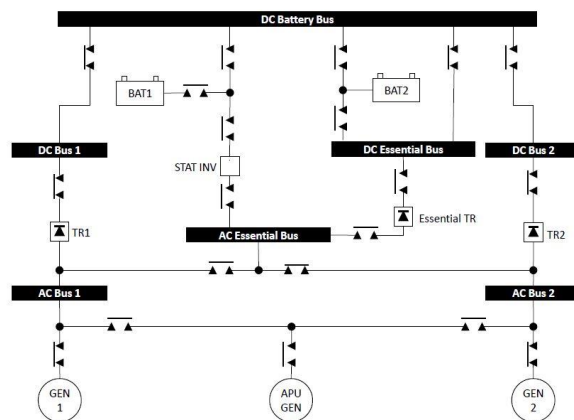 DC Battery Bus
BAT1
BAT2
DC Bus 1
DC Essential Bus
DC Bus 2
STAT INV
TR1
Essential TR
TR2
AC Essential Bus
AC Bus 1
AC Bus 2
GEN
1
APU
GEN
GEN
2